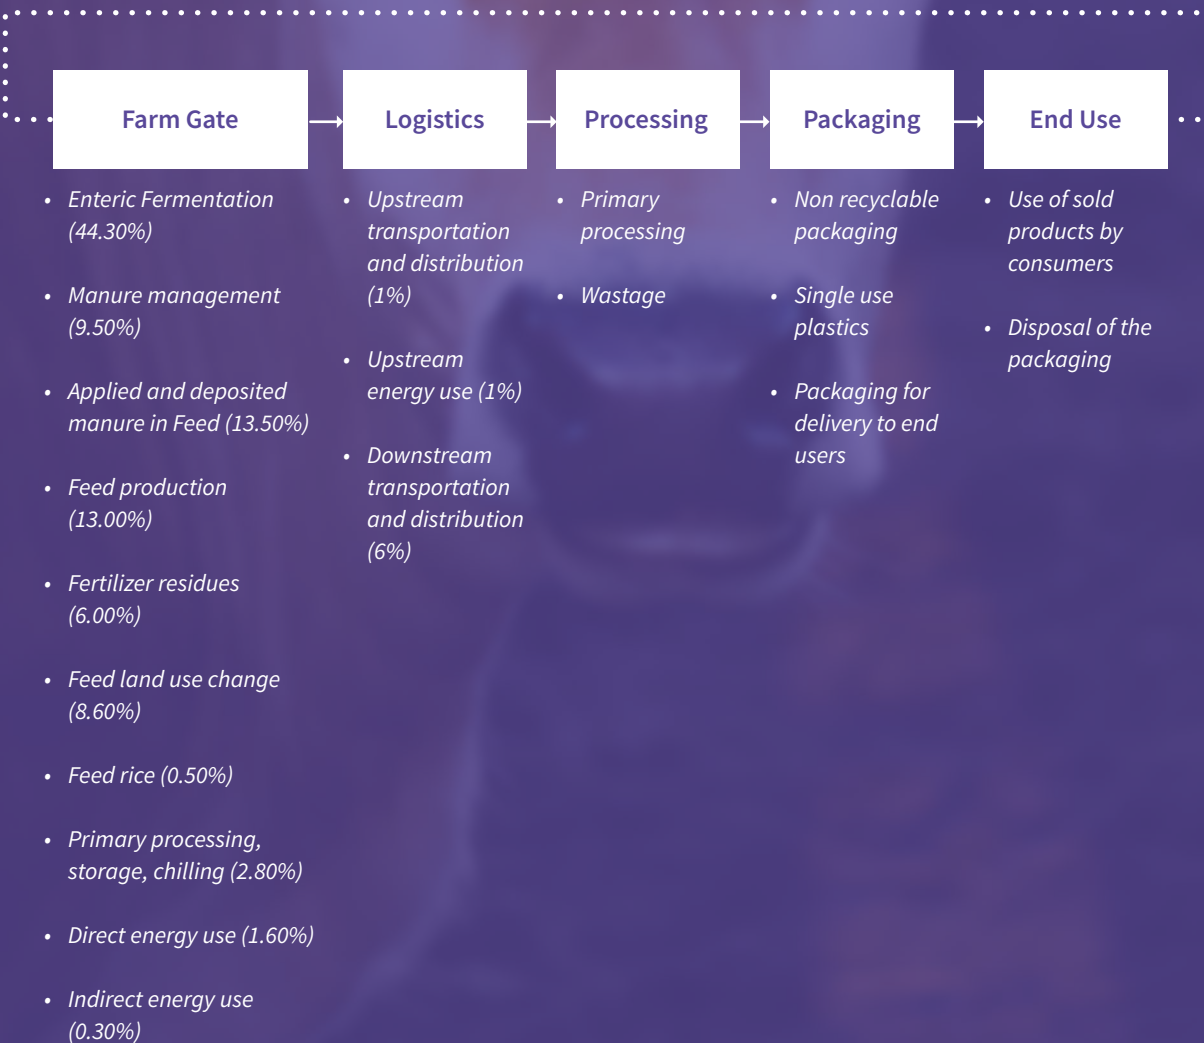 Farm Gate
• Enteric Fermentation
(44.30%)
• Manure management
(9.50%)
• Applied and deposited
manure in Feed (13.50%)
• Feed production
(13.00%)
• Fertilizer residues
(6.00%)
• Feed land use change
(8.60%)
• Feed rice (0.50%)
• Primary processing,
storage, chilling (2.80%)
• Direct energy use (1.60%)
• Indirect energy use
(0.30%)
Logistics
• Upstream
transportation
and distribution
(1%)
• Upstream
energy use (1%)
• Downstream
transportation
and distribution
(6%)
Processing
• Primary
processing
• Wastage
Packaging
• Non recyclable
packaging
• Single use
plastics
• Packaging for
delivery to end
users
End Use
• Use of sold
products by
consumers
• Disposal of the
packaging